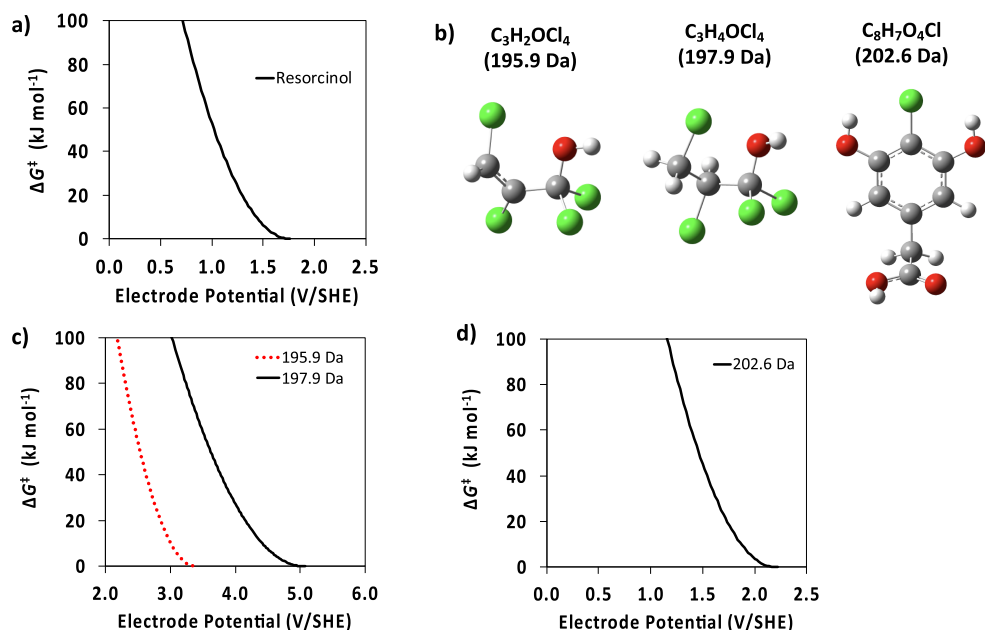 a)
100
80
60
40
20
0
ΔG‡ (kJ mol⁻¹)
Resorcinol
0.0 0.5 1.0 1.5 2.0 2.5
Electrode Potential (V/SHE)
b)
C₃H₂OCl₄
(195.9 Da)
C₃H₄OCl₄
(197.9 Da)
C₈H₇O₄Cl
(202.6 Da)
c)
100
80
60
40
20
0
ΔG‡ (kJ mol⁻¹)
195.9 Da
197.9 Da
2.0 3.0 4.0 5.0 6.0
Electrode Potential (V/SHE)
d)
100
80
60
40
20
0
ΔG‡ (kJ mol⁻¹)
202.6 Da
0.0 0.5 1.0 1.5 2.0 2.5
Electrode Potential (V/SHE)